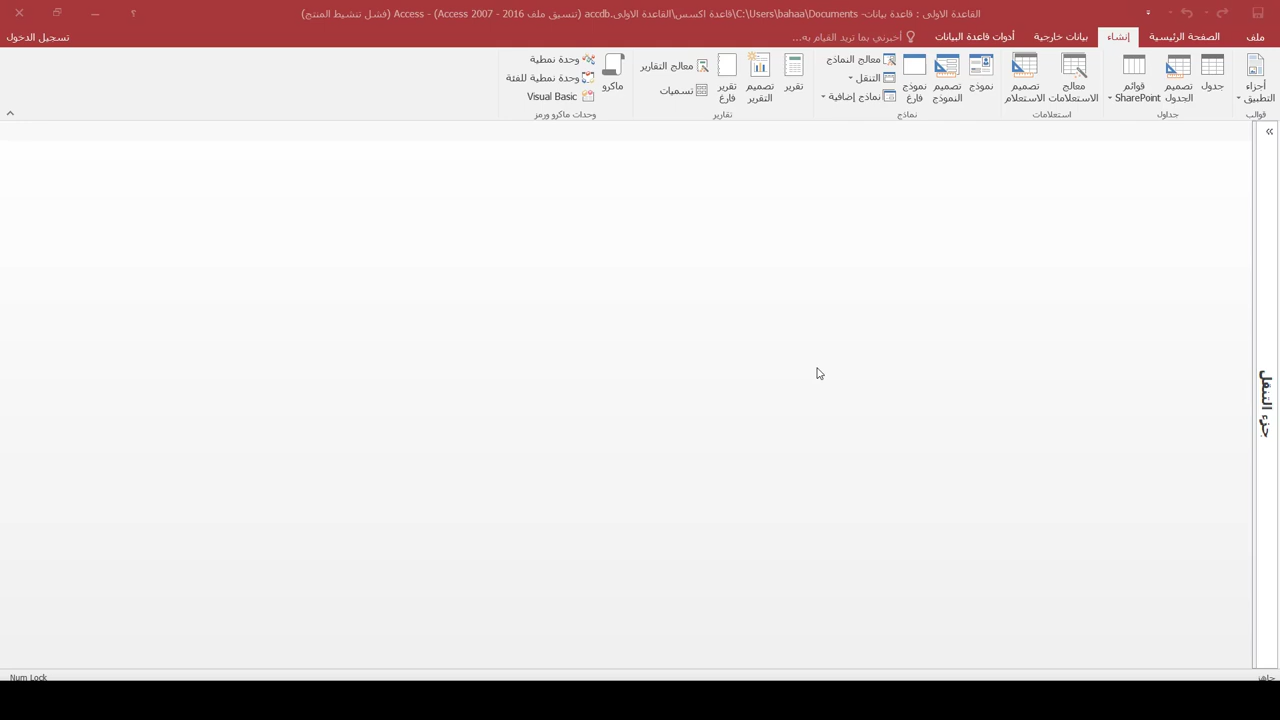 القاعدة الاولى : قاعدة بيانات- C:\Users\bahaa\Documents\قاعدة اكسس\القاعدة الاولى.accdb (تنسيق ملف Access 2007 - 2016) - Access (فشل تنشيط المنتج)
ملف الصفحة الرئيسية إنشاء بيانات خارجية أدوات قاعدة البيانات أخبرني بما تريد القيام به... تسجيل الدخول
أجزاء التطبيق
قوالب
جدول
تصميم الجدول
قوائم SharePoint
جداول
معالج الاستعلامات
تصميم الاستعلام
استعلامات
نموذج
تصميم النموذج
نموذج فارغ
معالج النماذج
التنقل
نماذج إضافية
نماذج
تقرير
تصميم التقرير
تقرير فارغ
معالج التقارير
تسميات
تقارير
ماكرو
وحدة نمطية
وحدة نمطية للفئة
Visual Basic
وحدات ماكرو ورمز
جزء التنقل
جاهز
Num Lock